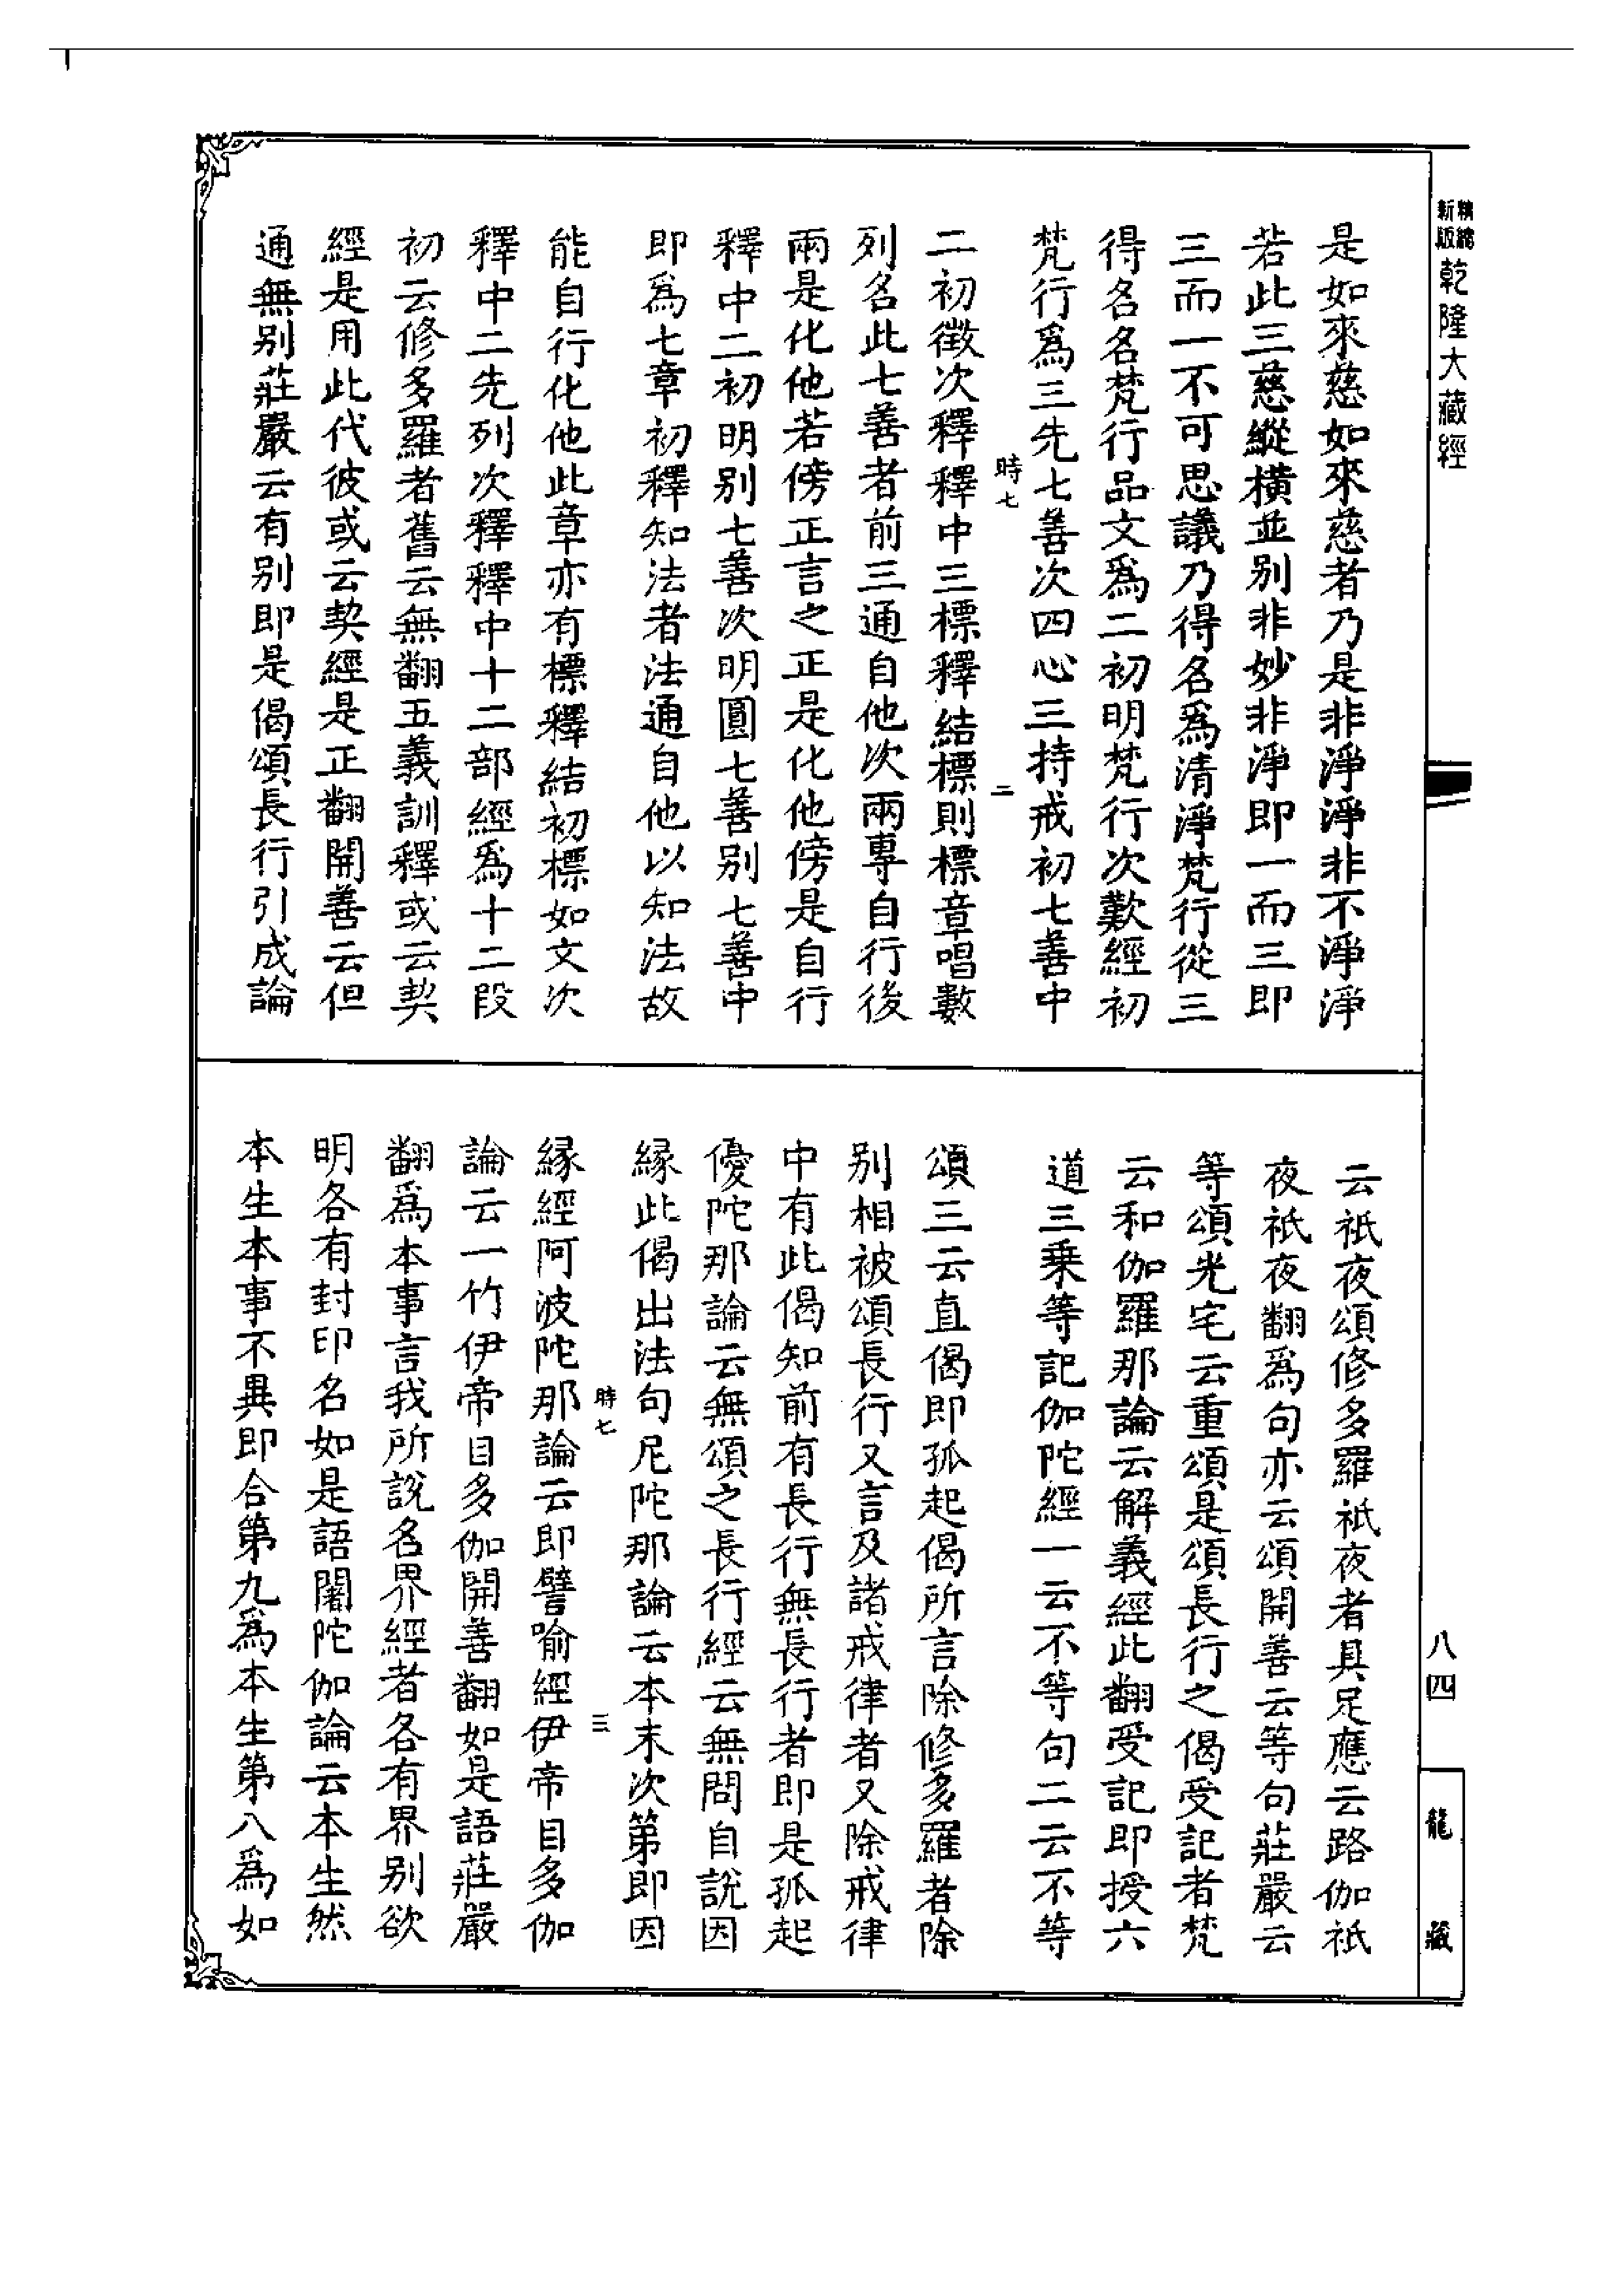 精縮
新版
乾隆大藏經
是如來慈如來慈者乃是非淨淨非不淨淨
若此三慈縱橫並別非妙非淨即一而三即
三而一不可思議乃得名為清淨梵行從三
得名名梵行品文為二初明梵行次歎經初
梵行為三先七善次四心三持戒初七善中
時七
二
二初徵次釋釋中三標釋結標則標章唱數
列名此七善者前三通自他次兩專自行後
兩是化他若傍正言之正是化他傍是自行
釋中二初明別七善次明圓七善別七善中
即為七章初釋知法者法通自他以知法故
能自行化他此章亦有標釋結初標如文次
釋中二先列次釋釋中十二部經為十二段
初云修多羅者舊云無翻五義訓釋或云契
經是用此代彼或云契經是正翻開善云但
通無別莊嚴云有別即是偈頌長行引成論
云祇夜頌修多羅祇夜者具足應云路伽祇
夜祇夜翻為句亦云頌開善云等句莊嚴云
等頌光宅云重頌是頌長行之偈受記者梵
云和伽羅那論云解義經此翻受記即授六
道三乗等記伽陀經一云不等句二云不等
頌三云直偈即孤起偈所言除修多羅者除
別相被頌長行又言及諸戒律者又除戒律
中有此偈知前有長行無長行者即是孤起
優陀那論云無頌之長行經云無問自說因
緣此偈出法句尼陀那論云本末次第即因
時七
三
緣經阿波陀那論云即譬喻經伊帝目多伽
論云一竹伊帝目多伽開善翻如是語莊嚴
翻為本事言我所說名界經者各有界別欲
明各有封印名如是語闍陀伽論云本生然
本生本事不異即合第九為本生第八為如
八四
龍藏